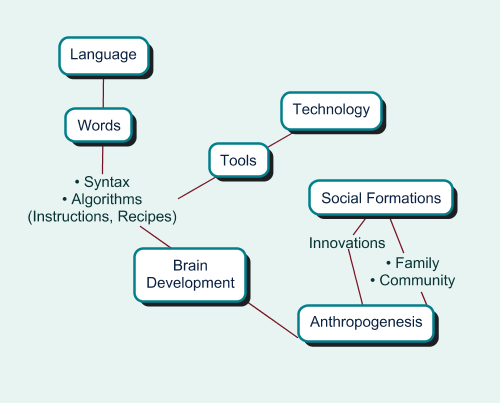 Language
Words
• Syntax
• Algorithms
(Instructions, Recipes)
Technology
Tools
Social Formations
Innovations
• Family
• Community
Brain
Development
Anthropogenesis